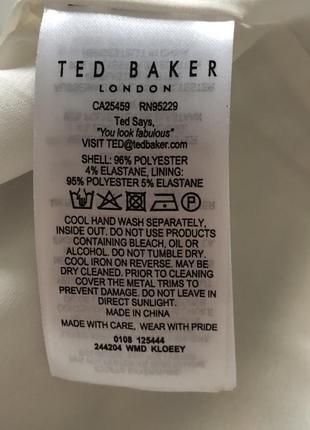 TED BAKER
LONDON
CA25459 RN95229
Ted Says,
"You look fabulous"
VISIT TED@tedbaker.com
SHELL: 96% POLYESTER
4% ELASTANE, LINING:
95% POLYESTER 5% ELASTANE
COOL HAND WASH SEPARATELY,
INSIDE OUT. DO NOT USE PRODUCTS
CONTAINING BLEACH, OIL OR
ALCOHOL. DO NOT TUMBLE DRY.
COOL IRON ON REVERSE. MAY BE
DRY CLEANED. PRIOR TO CLEANING
COVER THE METAL TRIMS TO
PREVENT DAMAGE. DO NOT LEAVE IN
DIRECT SUNLIGHT.
MADE IN CHINA
MADE WITH CARE, WEAR WITH PRIDE
0108 125444
244204 WMD KLOEEY